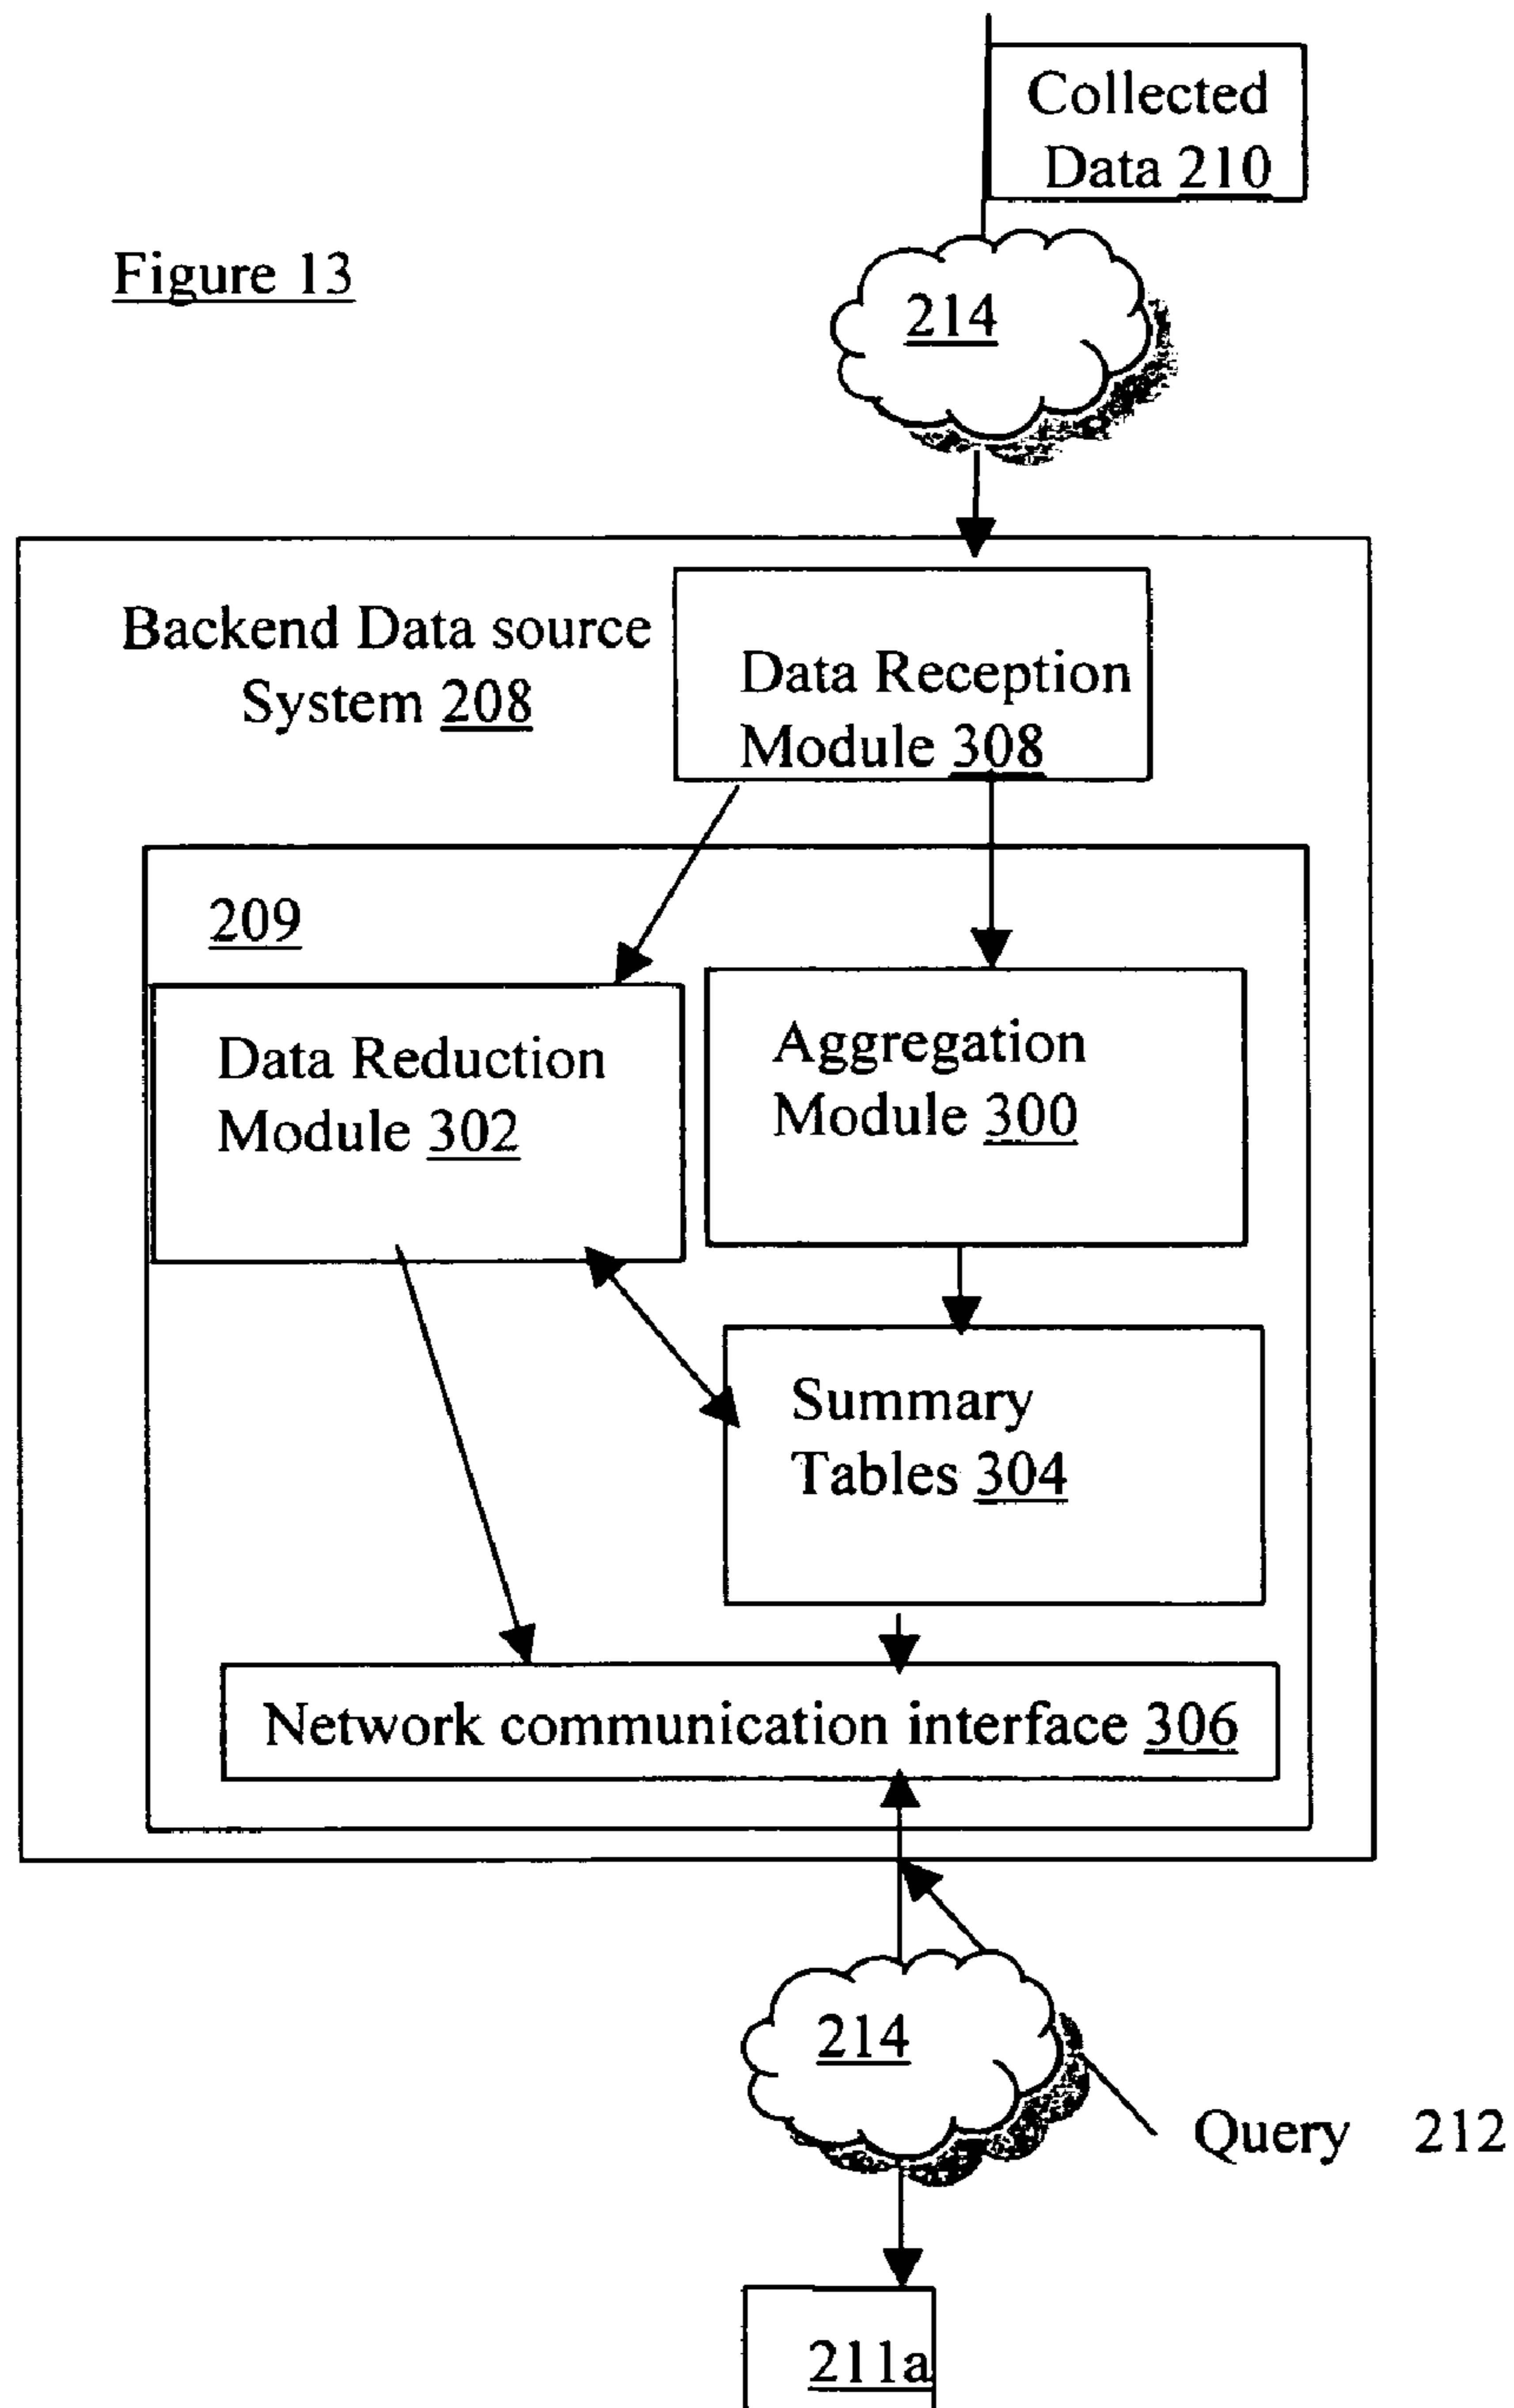 Collected
Data 210
Figure 13
214
Backend Data source
System 208
Data Reception
Module 308
209
Data Reduction
Module 302
Aggregation
Module 300
Summary
Tables 304
Network communication interface 306
214
Query 212
211a